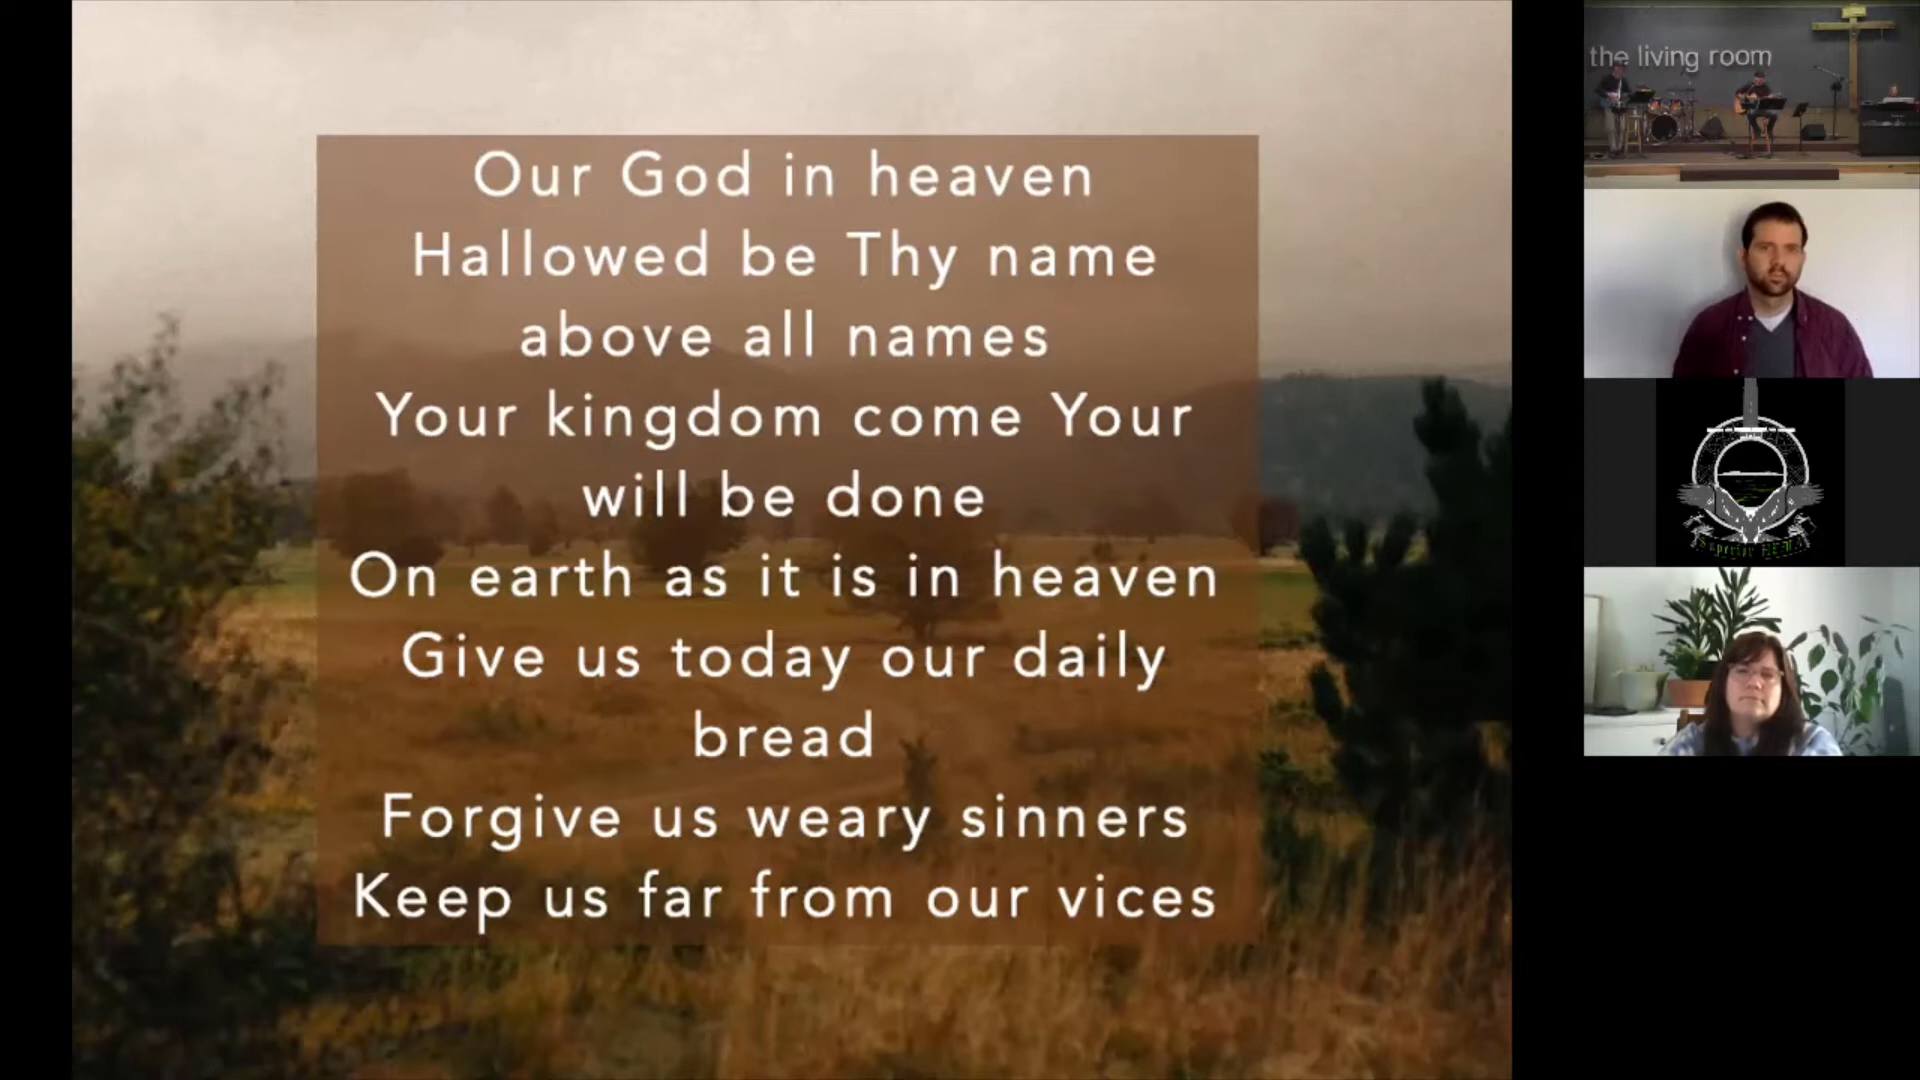 Our God in heaven
Hallowed be Thy name
above all names
Your kingdom come Your
will be done
On earth as it is in heaven
Give us today our daily
bread
Forgive us weary sinners
Keep us far from our vices
the living room
Superior